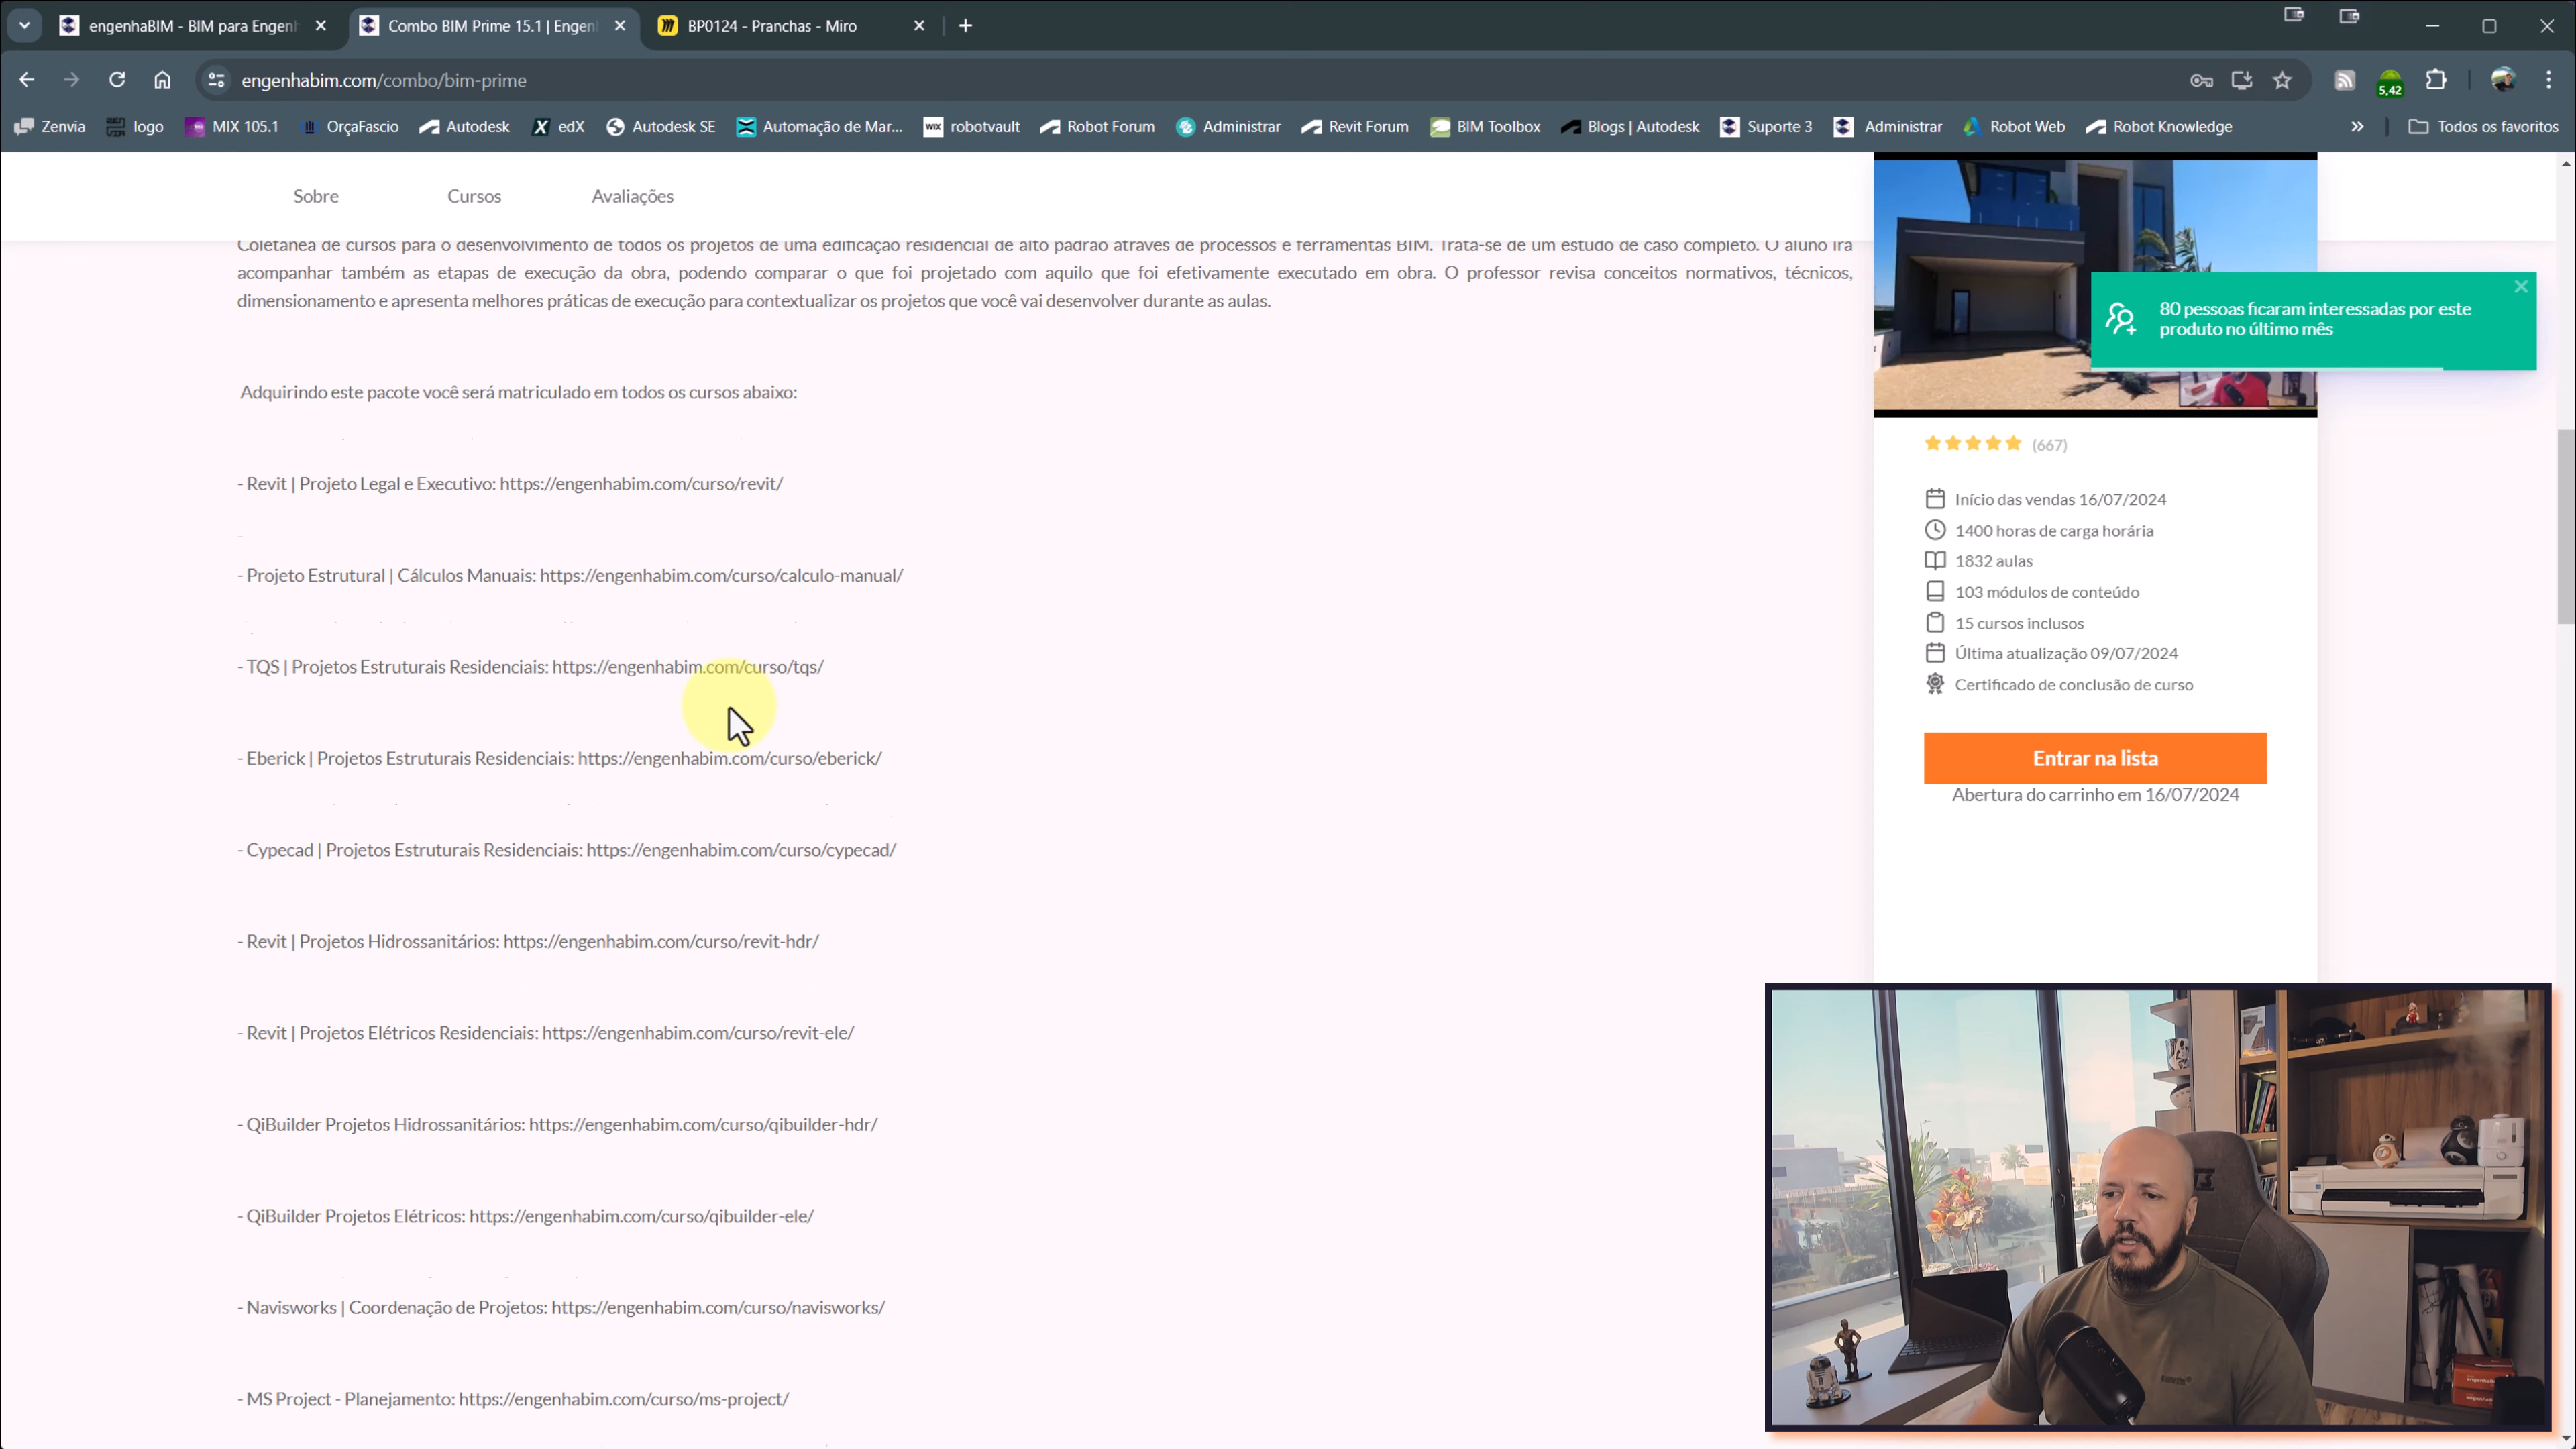 engenhaBIM - BIM para Engenh
Combo BIM Prime 15.1 | Engen
BP0124 - Pranchas - Miro
engenhabim.com/combo/bim-prime
5,42
Zenvia
logo
MIX 105.1
OrçaFascio
Autodesk
edX
Autodesk SE
Automação de Mar...
WIX
robotvault
Robot Forum
Administrar
Revit Forum
BIM Toolbox
Blogs | Autodesk
Suporte 3
Administrar
Robot Web
Robot Knowledge
Todos os favoritos
Sobre
Cursos
Avaliações
Coletânea de cursos para o desenvolvimento de todos os projetos de uma edificação residencial de alto padrão através de processos e ferramentas BIM. Trata-se de um estudo de caso completo. O aluno irá
acompanhar também as etapas de execução da obra, podendo comparar o que foi projetado com aquilo que foi efetivamente executado em obra. O professor revisa conceitos normativos, técnicos,
dimensionamento e apresenta melhores práticas de execução para contextualizar os projetos que você vai desenvolver durante as aulas.
Adquirindo este pacote você será matriculado em todos os cursos abaixo:
- Revit | Projeto Legal e Executivo: https://engenhabim.com/curso/revit/
- Projeto Estrutural | Cálculos Manuais: https://engenhabim.com/curso/calculo-manual/
- TQS | Projetos Estruturais Residenciais: https://engenhabim.com/curso/tqs/
- Eberick | Projetos Estruturais Residenciais: https://engenhabim.com/curso/eberick/
- Cypecad | Projetos Estruturais Residenciais: https://engenhabim.com/curso/cypecad/
- Revit | Projetos Hidrossanitários: https://engenhabim.com/curso/revit-hdr/
- Revit | Projetos Elétricos Residenciais: https://engenhabim.com/curso/revit-ele/
- QiBuilder Projetos Hidrossanitários: https://engenhabim.com/curso/qibuilder-hdr/
- QiBuilder Projetos Elétricos: https://engenhabim.com/curso/qibuilder-ele/
- Navisworks | Coordenação de Projetos: https://engenhabim.com/curso/navisworks/
- MS Project - Planejamento: https://engenhabim.com/curso/ms-project/
80 pessoas ficaram interessadas por este
produto no último mês
(667)
Início das vendas 16/07/2024
1400 horas de carga horária
1832 aulas
103 módulos de conteúdo
15 cursos inclusos
Última atualização 09/07/2024
Certificado de conclusão de curso
Entrar na lista
Abertura do carrinho em 16/07/2024